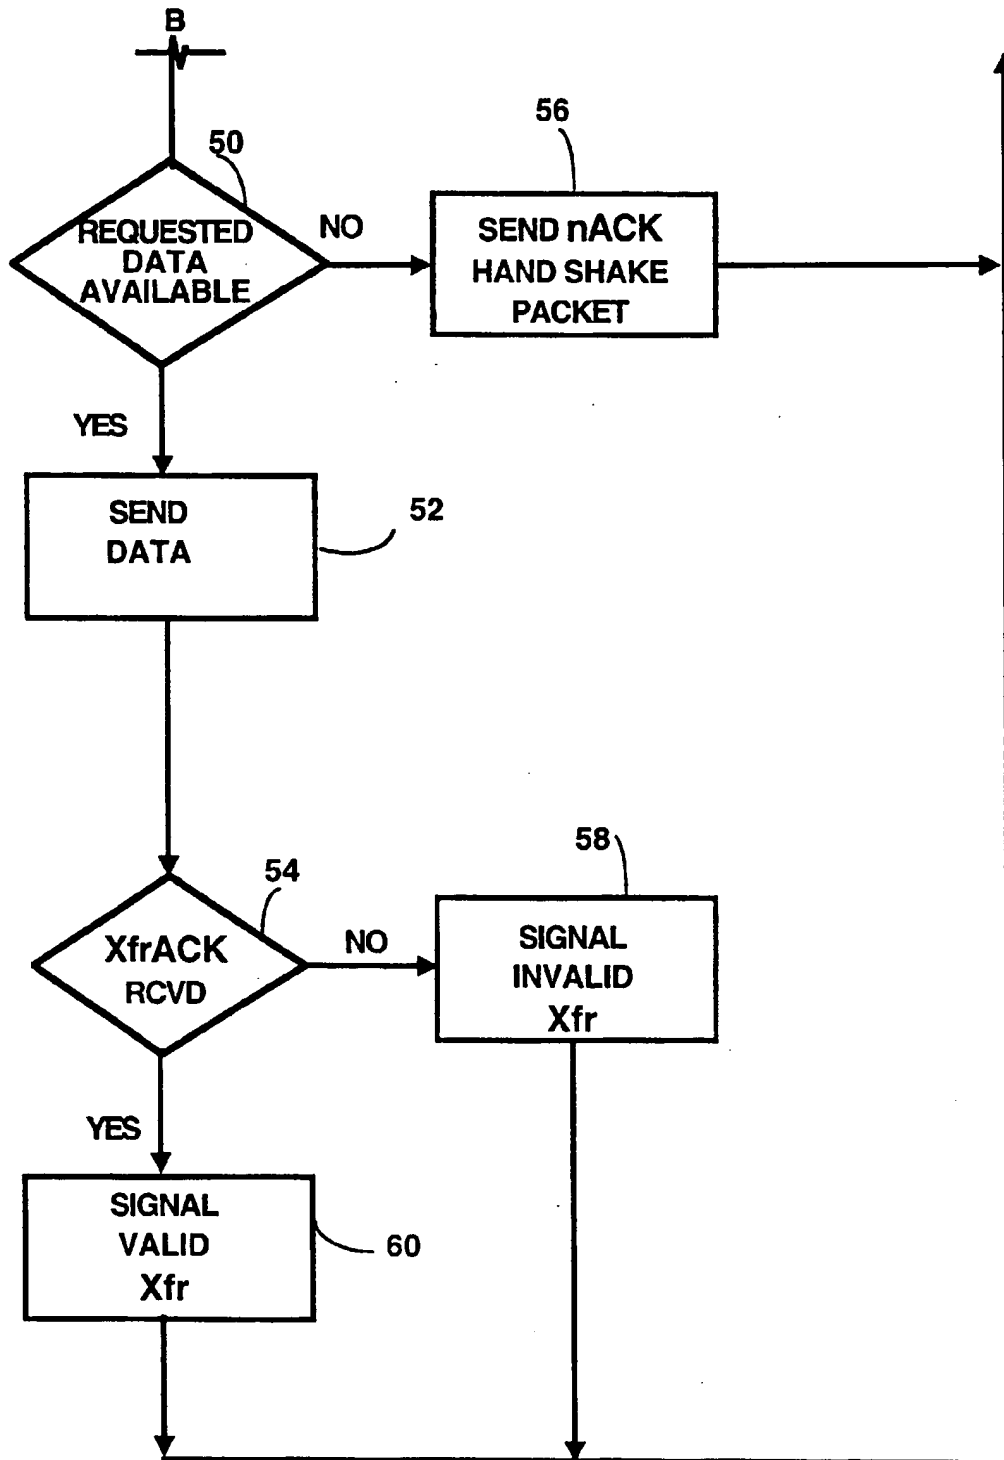 B
50
REQUESTED
DATA
AVAILABLE
NO
56
SEND nACK
HAND SHAKE
PACKET
YES
SEND
DATA
52
54
XfrACK
RCVD
NO
58
SIGNAL
INVALID
Xfr
YES
SIGNAL
VALID
Xfr
60